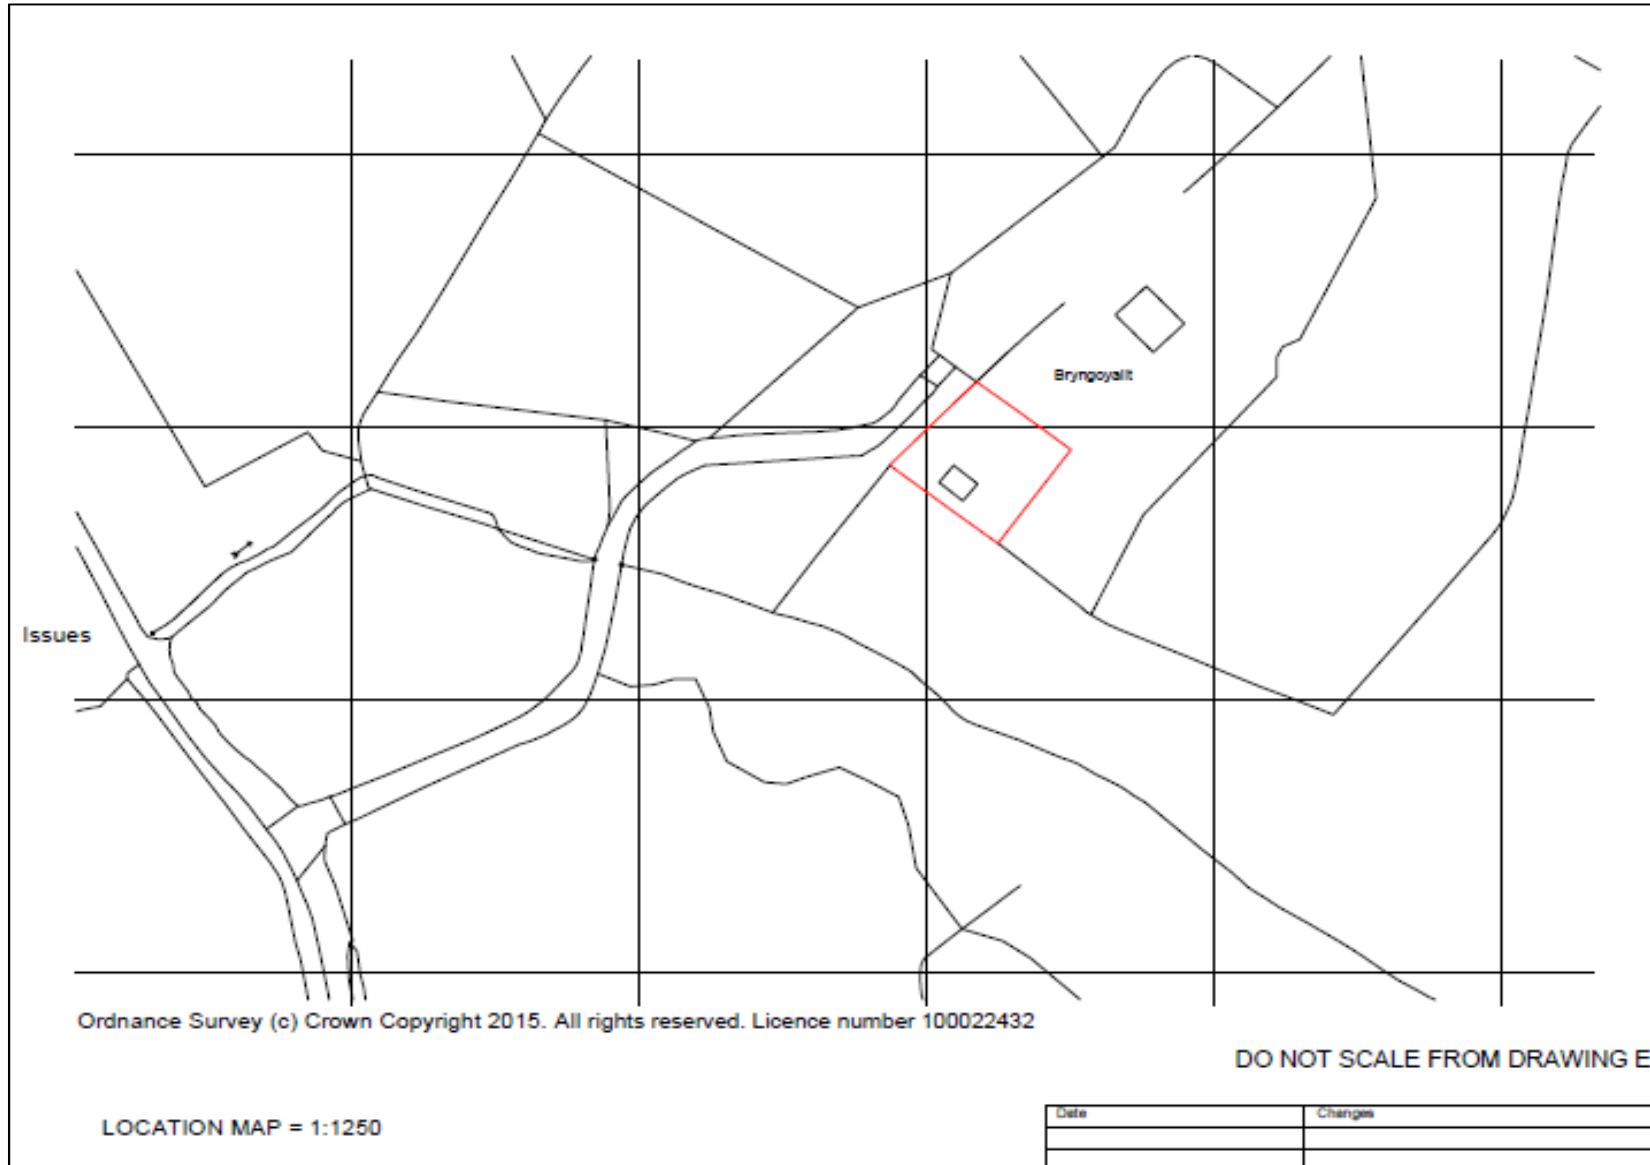 Bryngoyallt
Issues
Ordnance Survey (c) Crown Copyright 2015. All rights reserved. Licence number 100022432
DO NOT SCALE FROM DRAWING E
LOCATION MAP = 1:1250
Date Changes